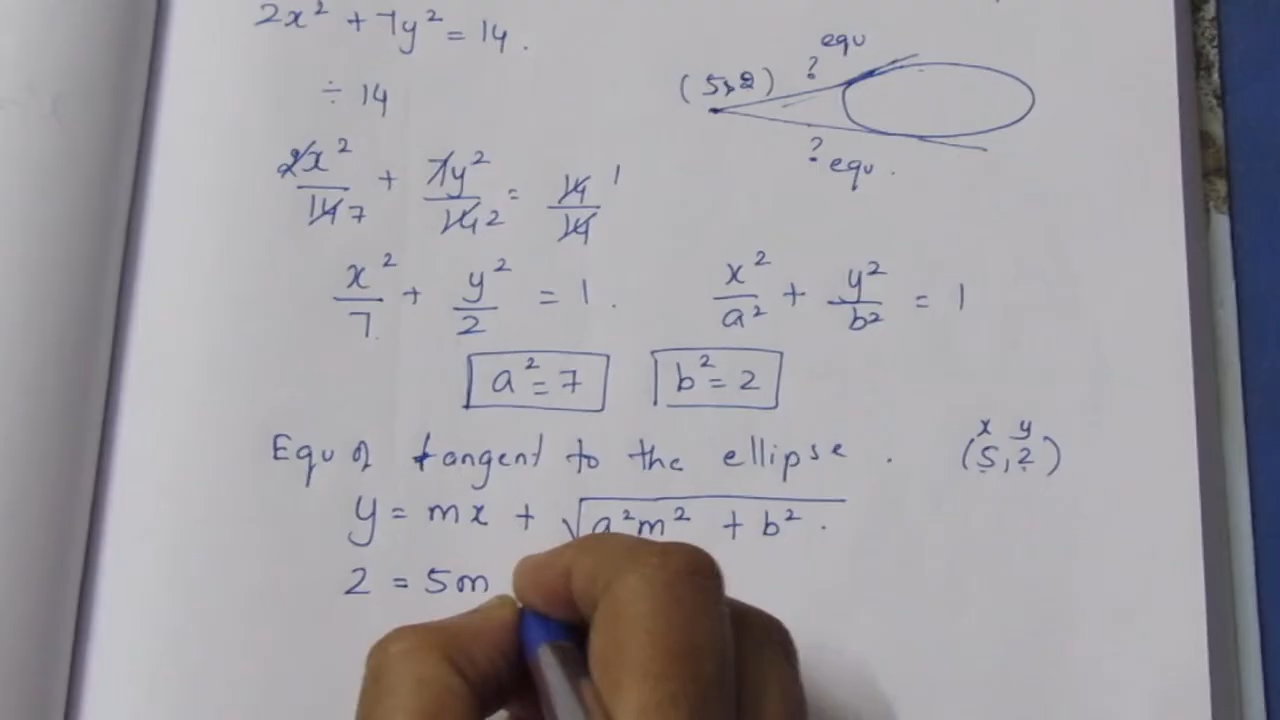 2x² + 7y² = 14.
÷ 14
2x²/14 7 + 7y²/14 2 = 14/14 1
x²/7 + y²/2 = 1.
a² = 7 b² = 2
(5,2) ? equ
? equ.
x²/a² + y²/b² = 1
Equ of tangent to the ellipse.
x y
(5,2)
y = mx + √a²m² + b².
2 = 5m